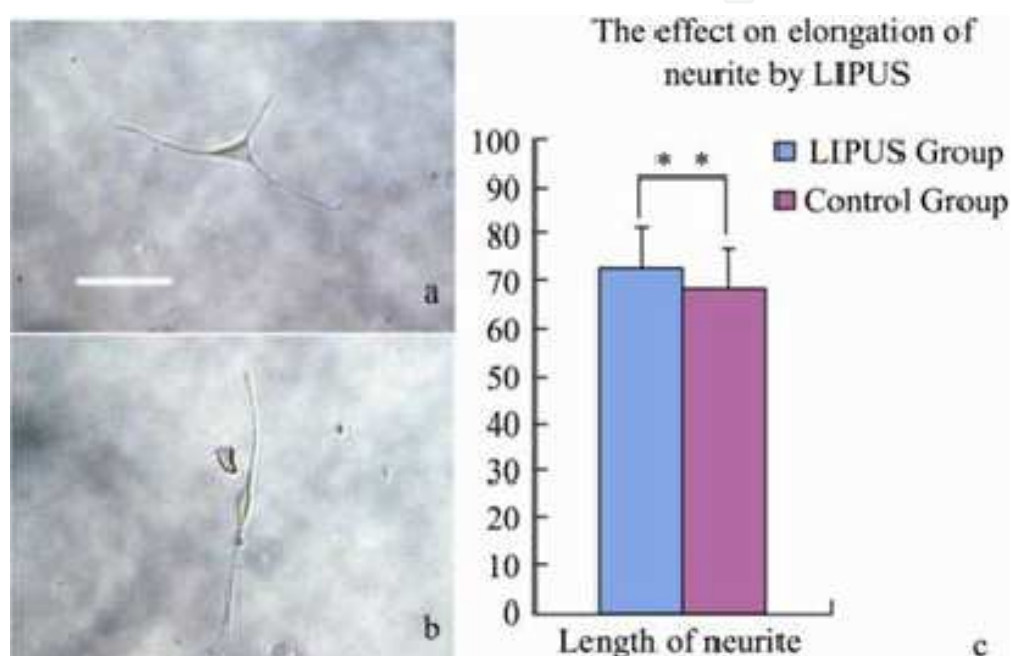 a
b
The effect on elongation of
neurite by LIPUS
100
90
80
70
60
50
40
30
20
10
0
* *
LIPUS Group
Control Group
Length of neurite
c